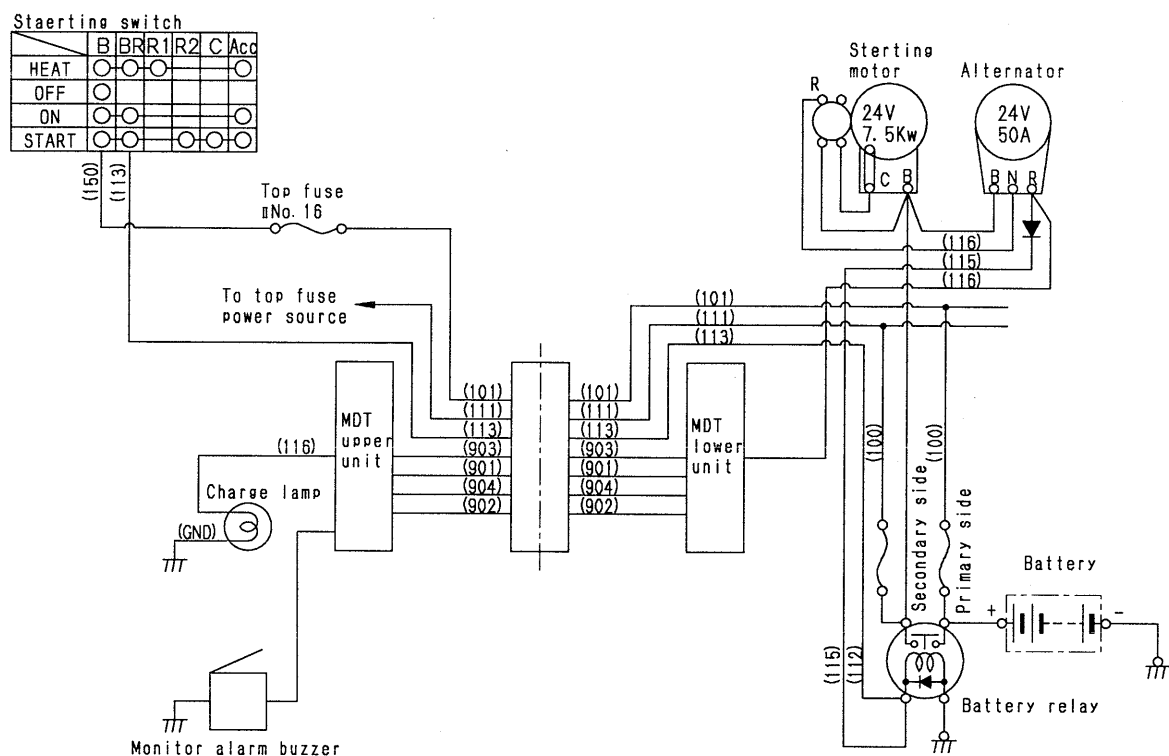 Staerting switch
B BR R1 R2 C Acc
HEAT
OFF
ON
START
(150)
(113)
Top fuse
No. 16
To top fuse
power source
Sterting
motor
R
24V
7.5Kw
C B
Alternator
24V
50A
B N R
(116)
(115)
(116)
(101)
(111)
(113)
MDT
upper
unit
(101)
(111)
(113)
(903)
(901)
(904)
(902)
(101)
(111)
(113)
(903)
(901)
(904)
(902)
MDT
lower
unit
(116)
Charge lamp
(GND)
Monitor alarm buzzer
(100)
(100)
Secondary side
Primary side
Battery
+ -
(115)
(112)
Battery relay